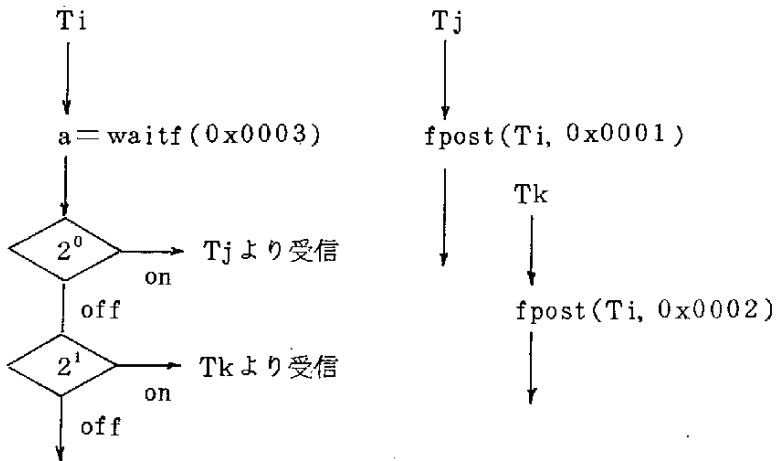 Ti
a=waitf(0x0003)
2⁰
on
Tjより受信
off
2¹
on
Tkより受信
off
Tj
fpost(Ti, 0x0001)
Tk
fpost(Ti, 0x0002)